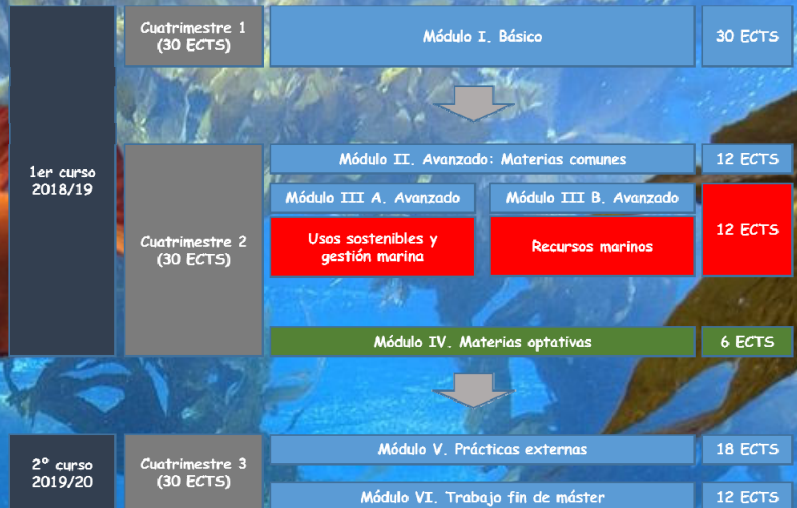 1er curso
2018/19
Cuatrimestre 1
(30 ECTS)
Módulo I. Básico
30 ECTS
Cuatrimestre 2
(30 ECTS)
Módulo II. Avanzado: Materias comunes
12 ECTS
Módulo III A. Avanzado
Módulo III B. Avanzado
Usos sostenibles y
gestión marina
Recursos marinos
12 ECTS
Módulo IV. Materias optativas
6 ECTS
2º curso
2019/20
Cuatrimestre 3
(30 ECTS)
Módulo V. Prácticas externas
18 ECTS
Módulo VI. Trabajo fin de máster
12 ECTS